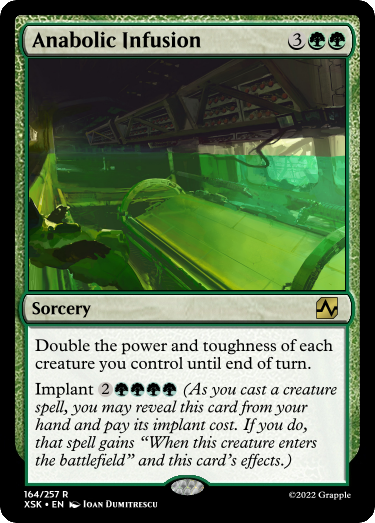 Anabolic Infusion 3
Sorcery
Double the power and toughness of each
creature you control until end of turn.
Implant 2 (As you cast a creature
spell, you may reveal this card from your
hand and pay its implant cost. If you do,
that spell gains “When this creature enters
the battlefield” and this card’s effects.)
164/257 R
XSK • EN Ioan Dumitrescu
©2022 Grapple